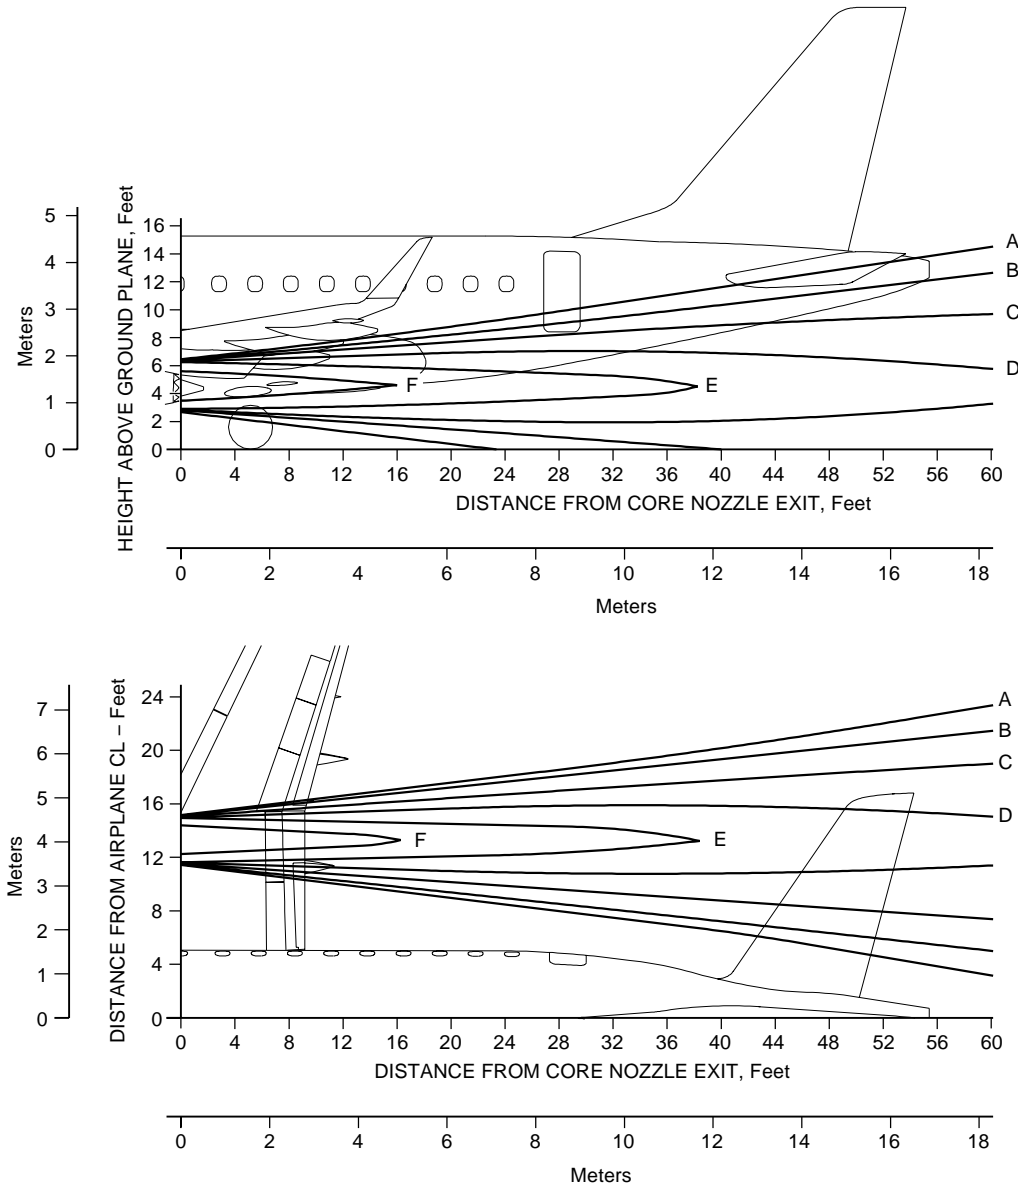 HEIGHT ABOVE GROUND PLANE, Feet
Meters
5
4
3
2
1
0
16
14
12
10
8
6
4
2
0
A
B
C
D
E
F
0 4 8 12 16 20 24 28 32 36 40 44 48 52 56 60
DISTANCE FROM CORE NOZZLE EXIT, Feet
0 2 4 6 8 10 12 14 16 18
Meters
DISTANCE FROM AIRPLANE CL – Feet
Meters
7
6
5
4
3
2
1
0
24
20
16
12
8
4
0
A
B
C
D
F E
0 4 8 12 16 20 24 28 32 36 40 44 48 52 56 60
DISTANCE FROM CORE NOZZLE EXIT, Feet
0 2 4 6 8 10 12 14 16 18
Meters